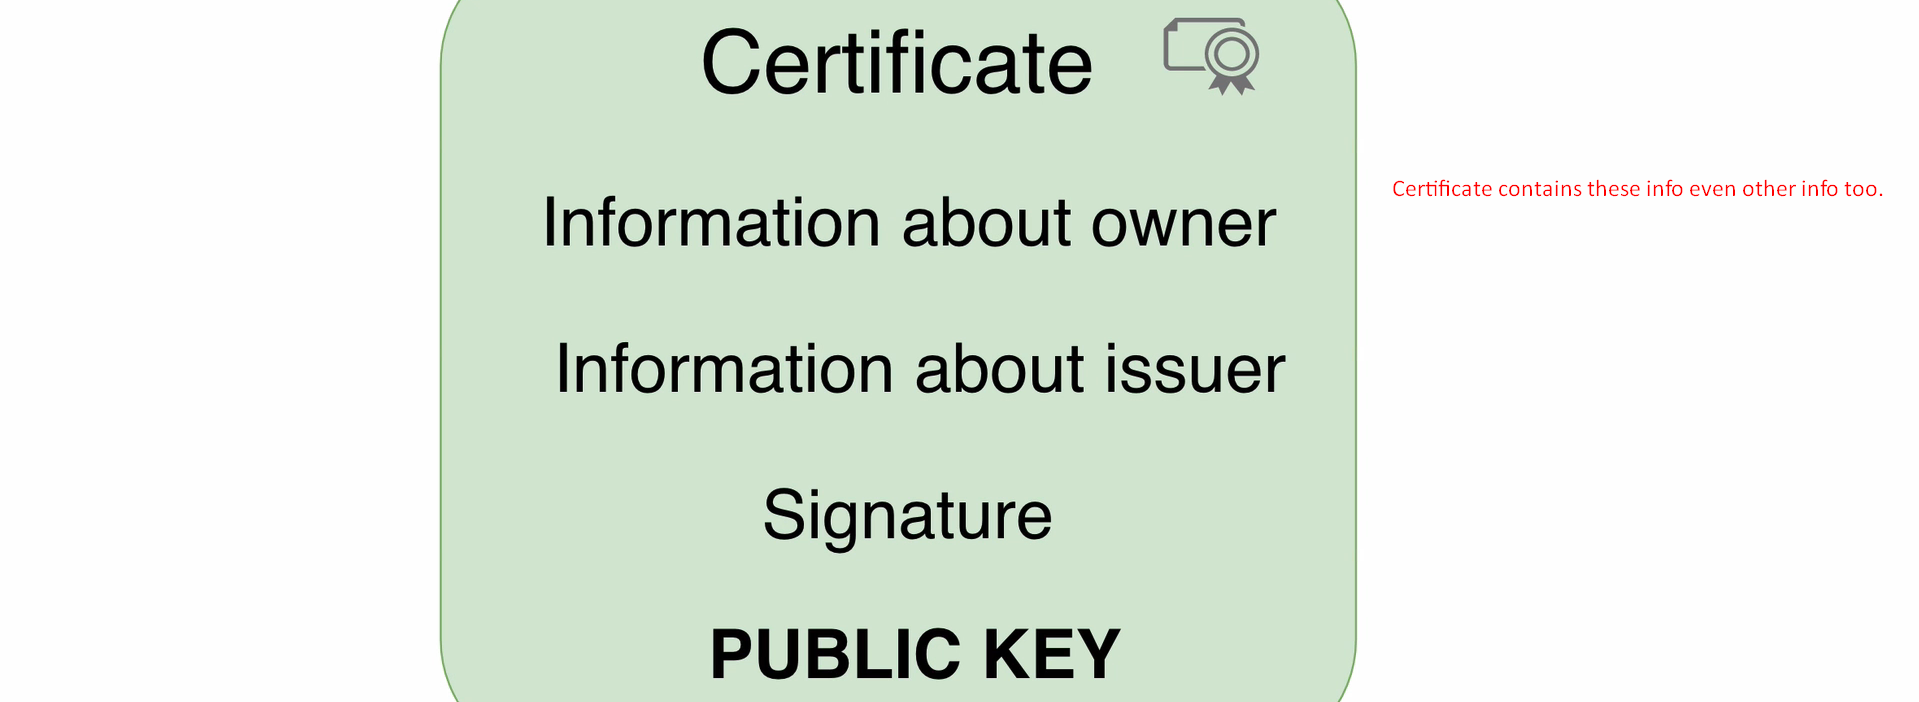 Certificate
Certificate contains these info even other info too.
Information about owner
Information about issuer
Signature
PUBLIC KEY